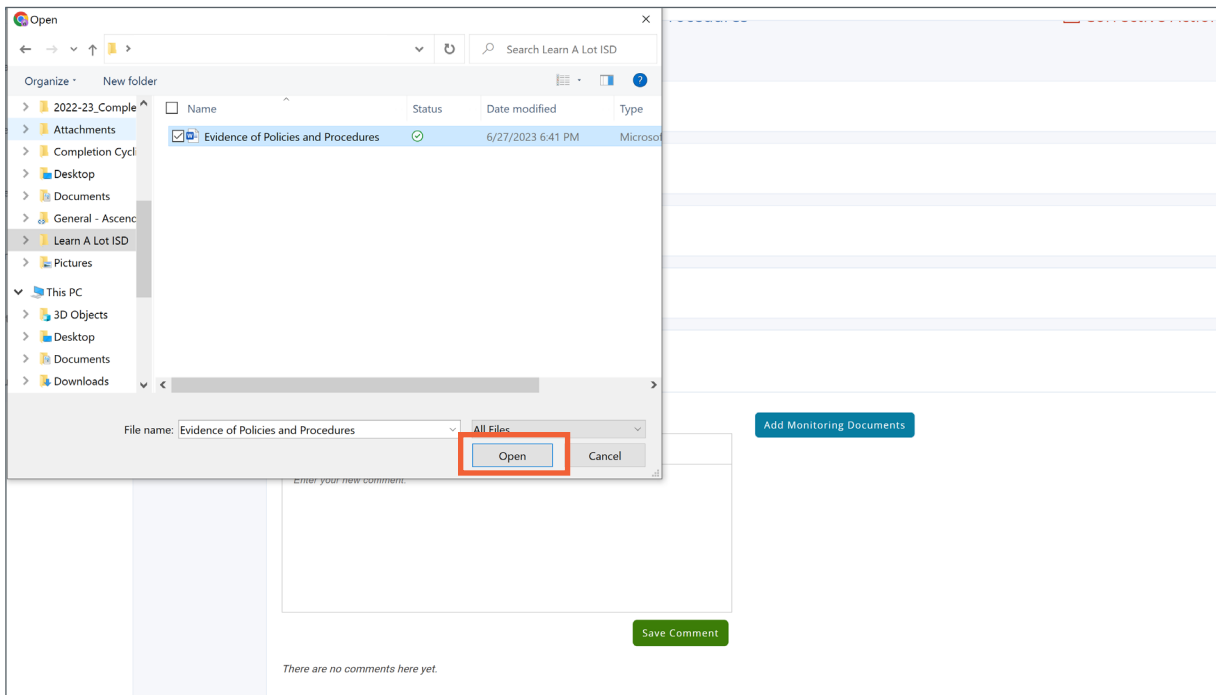 Open
Search Learn A Lot ISD
Organize
New folder
2022-23_Comple
Attachments
Completion Cycl
Desktop
Documents
General - Ascenc
Learn A Lot ISD
Pictures
This PC
3D Objects
Desktop
Documents
Downloads
Name Status Date modified Type
Evidence of Policies and Procedures 6/27/2023 6:41 PM Microsof
File name: Evidence of Policies and Procedures All Files
Open Cancel
Add Monitoring Documents
Enter your new comment.
Save Comment
There are no comments here yet.